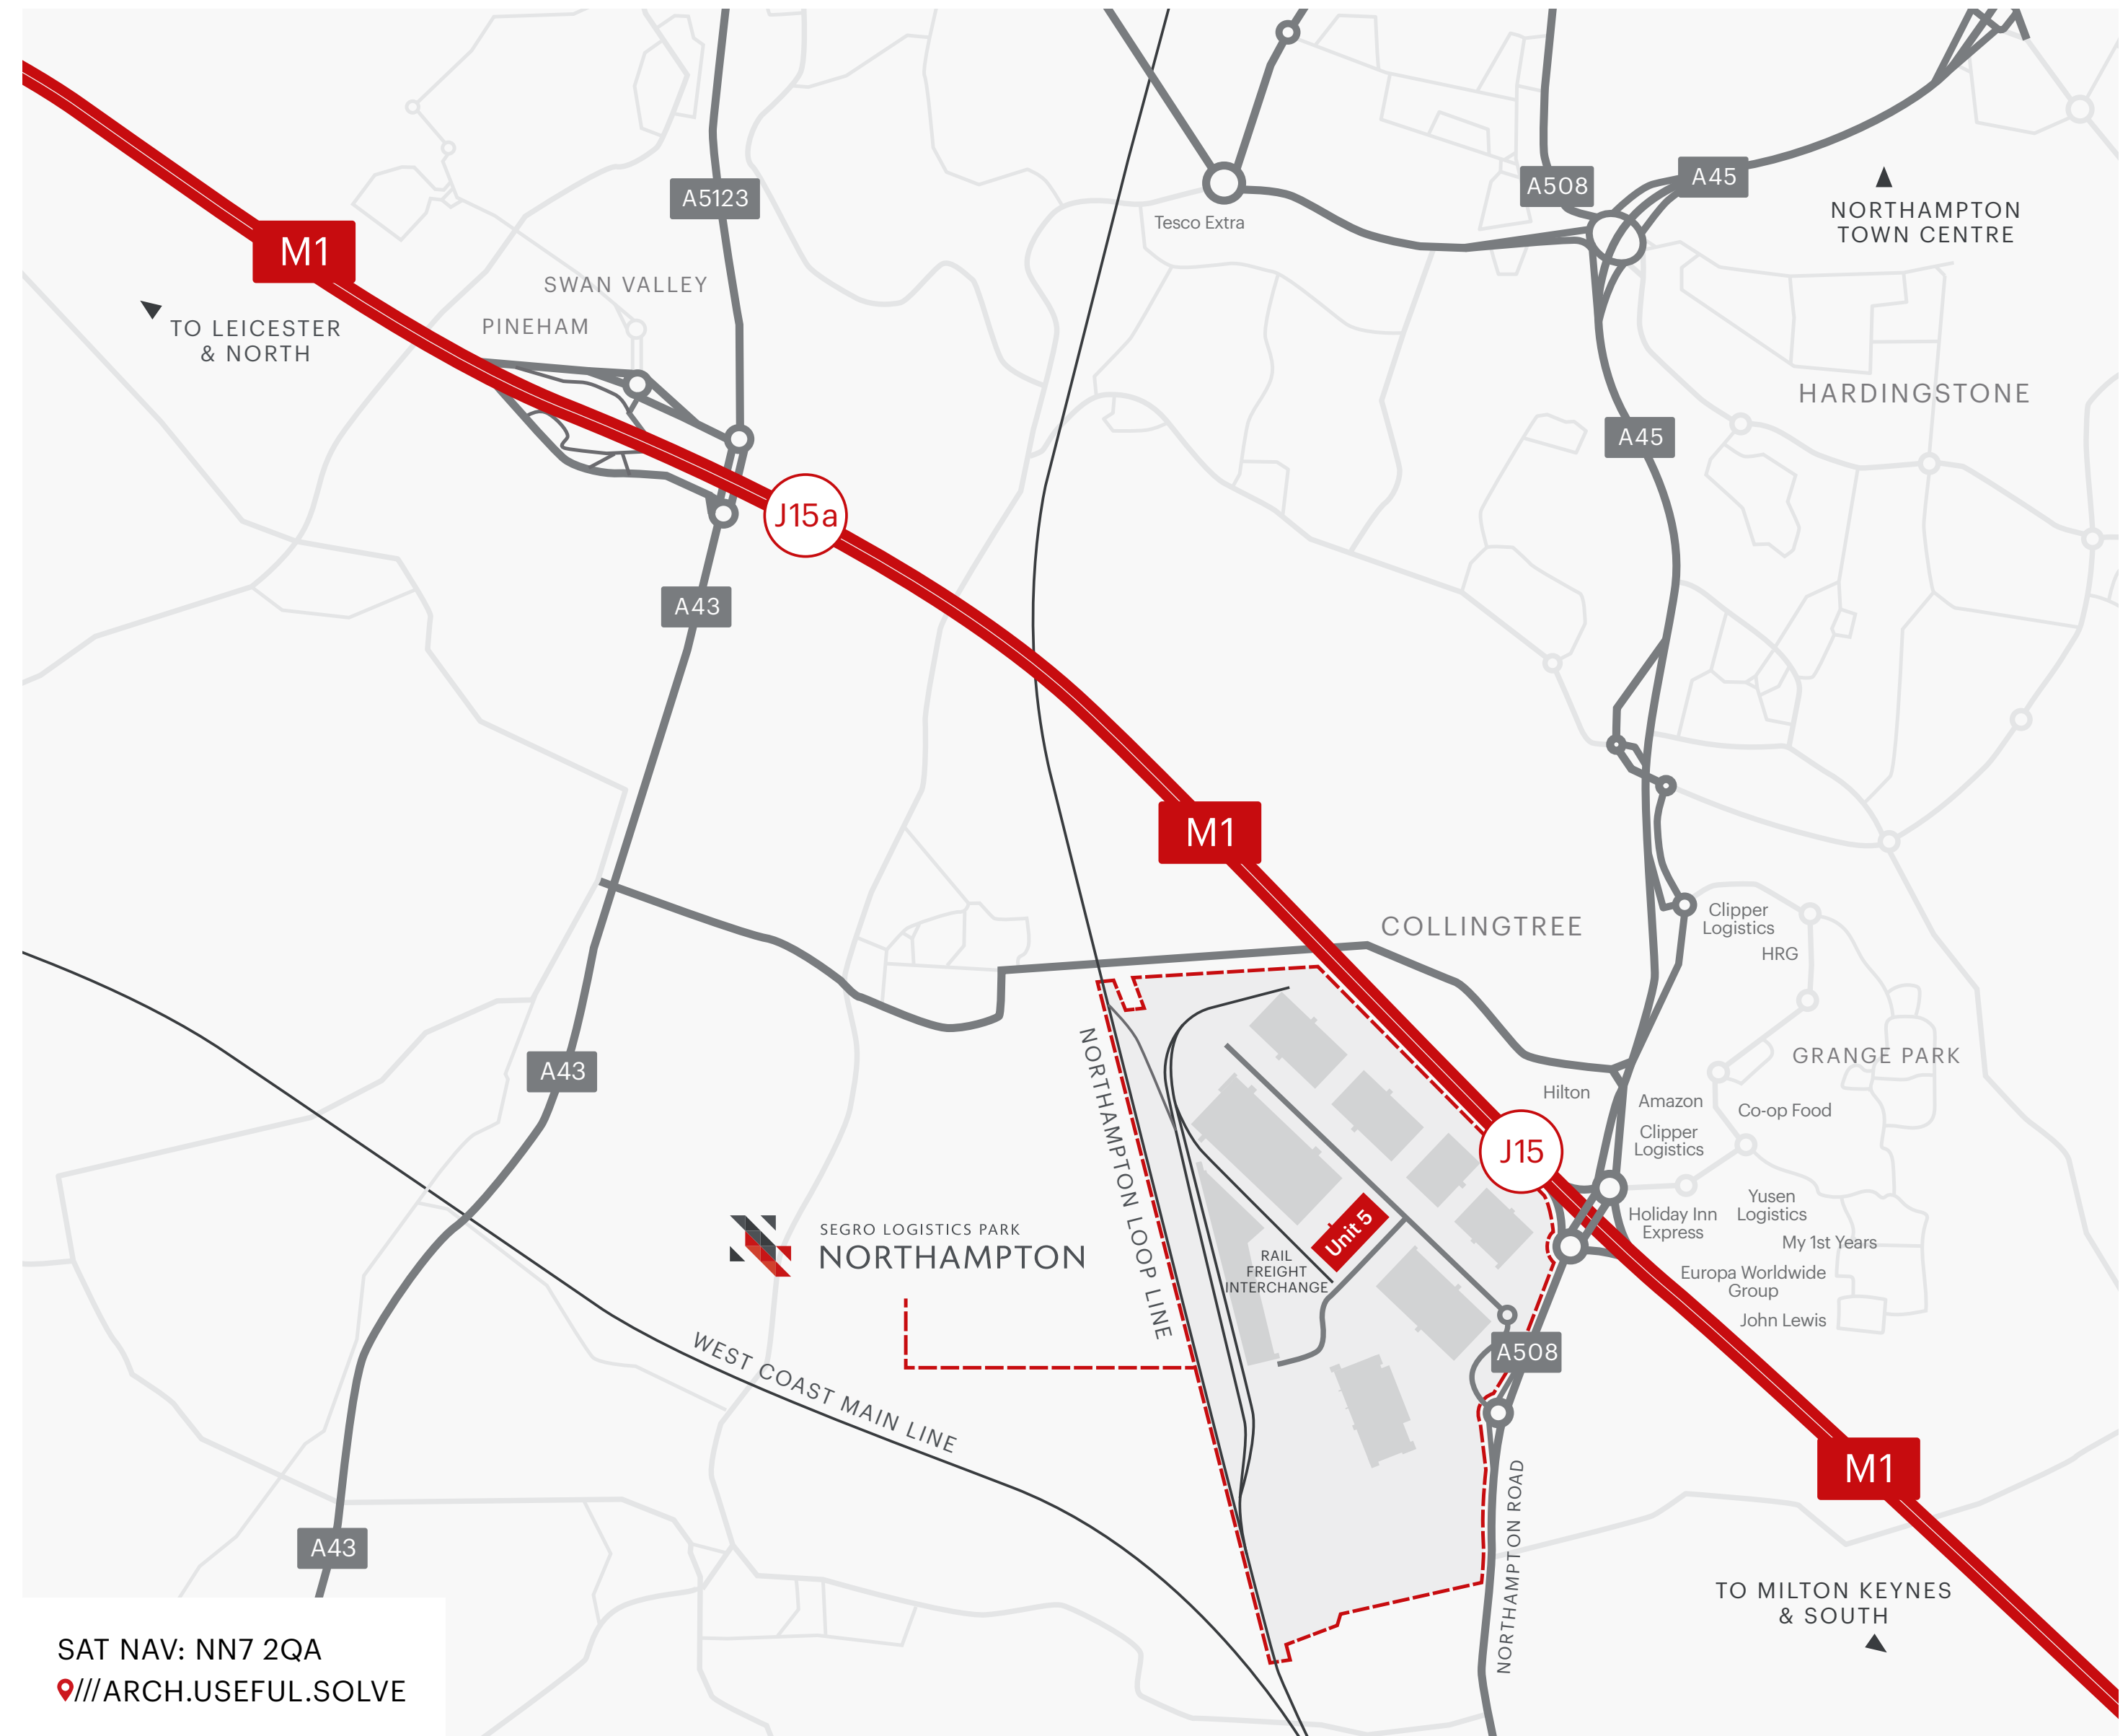 A5123
A508
A45
Tesco Extra
NORTHAMPTON
TOWN CENTRE
M1
SWAN VALLEY
PINEHAM
TO LEICESTER
& NORTH
HARDINGSTONE
A45
J15a
A43
M1
COLLINGTREE
Clipper
Logistics
HRG
GRANGE PARK
A43
NORTHAMPTON LOOP LINE
Hilton
Amazon
Co-op Food
Clipper
Logistics
J15
Yusen
Logistics
Holiday Inn
Express
My 1st Years
Europa Worldwide
Group
John Lewis
SEGRO LOGISTICS PARK
NORTHAMPTON
Unit 5
RAIL
FREIGHT
INTERCHANGE
WEST COAST MAIN LINE
A508
M1
NORTHAMPTON ROAD
A43
TO MILTON KEYNES
& SOUTH
SAT NAV: NN7 2QA
///ARCH.USEFUL.SOLVE